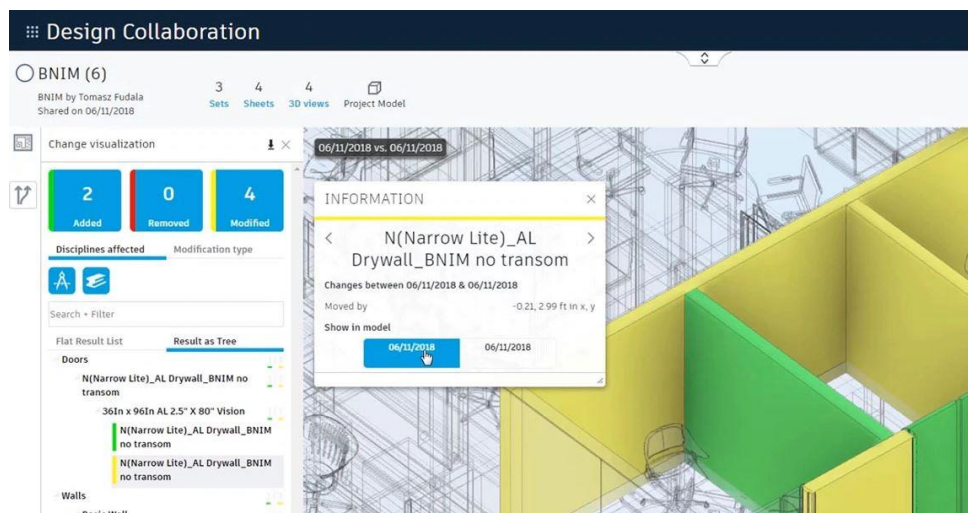 Design Collaboration
BNIM (6)
BNIM by Tomasz Fudala
Shared on 06/11/2018
3
Sets
4
Sheets
4
3D views
Project Model
Change visualization
2
Added
0
Removed
4
Modified
Disciplines affected
Modification type
Search • Filter
Flat Result List
Result as Tree
Doors
N(Narrow Lite)_AL Drywall_BNIM no
transom
36In x 96In AL 2.5" X 80" Vision
N(Narrow Lite)_AL Drywall_BNIM
no transom
N(Narrow Lite)_AL Drywall_BNIM
no transom
Walls
06/11/2018 vs. 06/11/2018
INFORMATION
N(Narrow Lite)_AL
Drywall_BNIM no transom
Changes between 06/11/2018 & 06/11/2018
Moved by
-0.21, 2.99 ft in x, y
Show in model
06/11/2018
06/11/2018